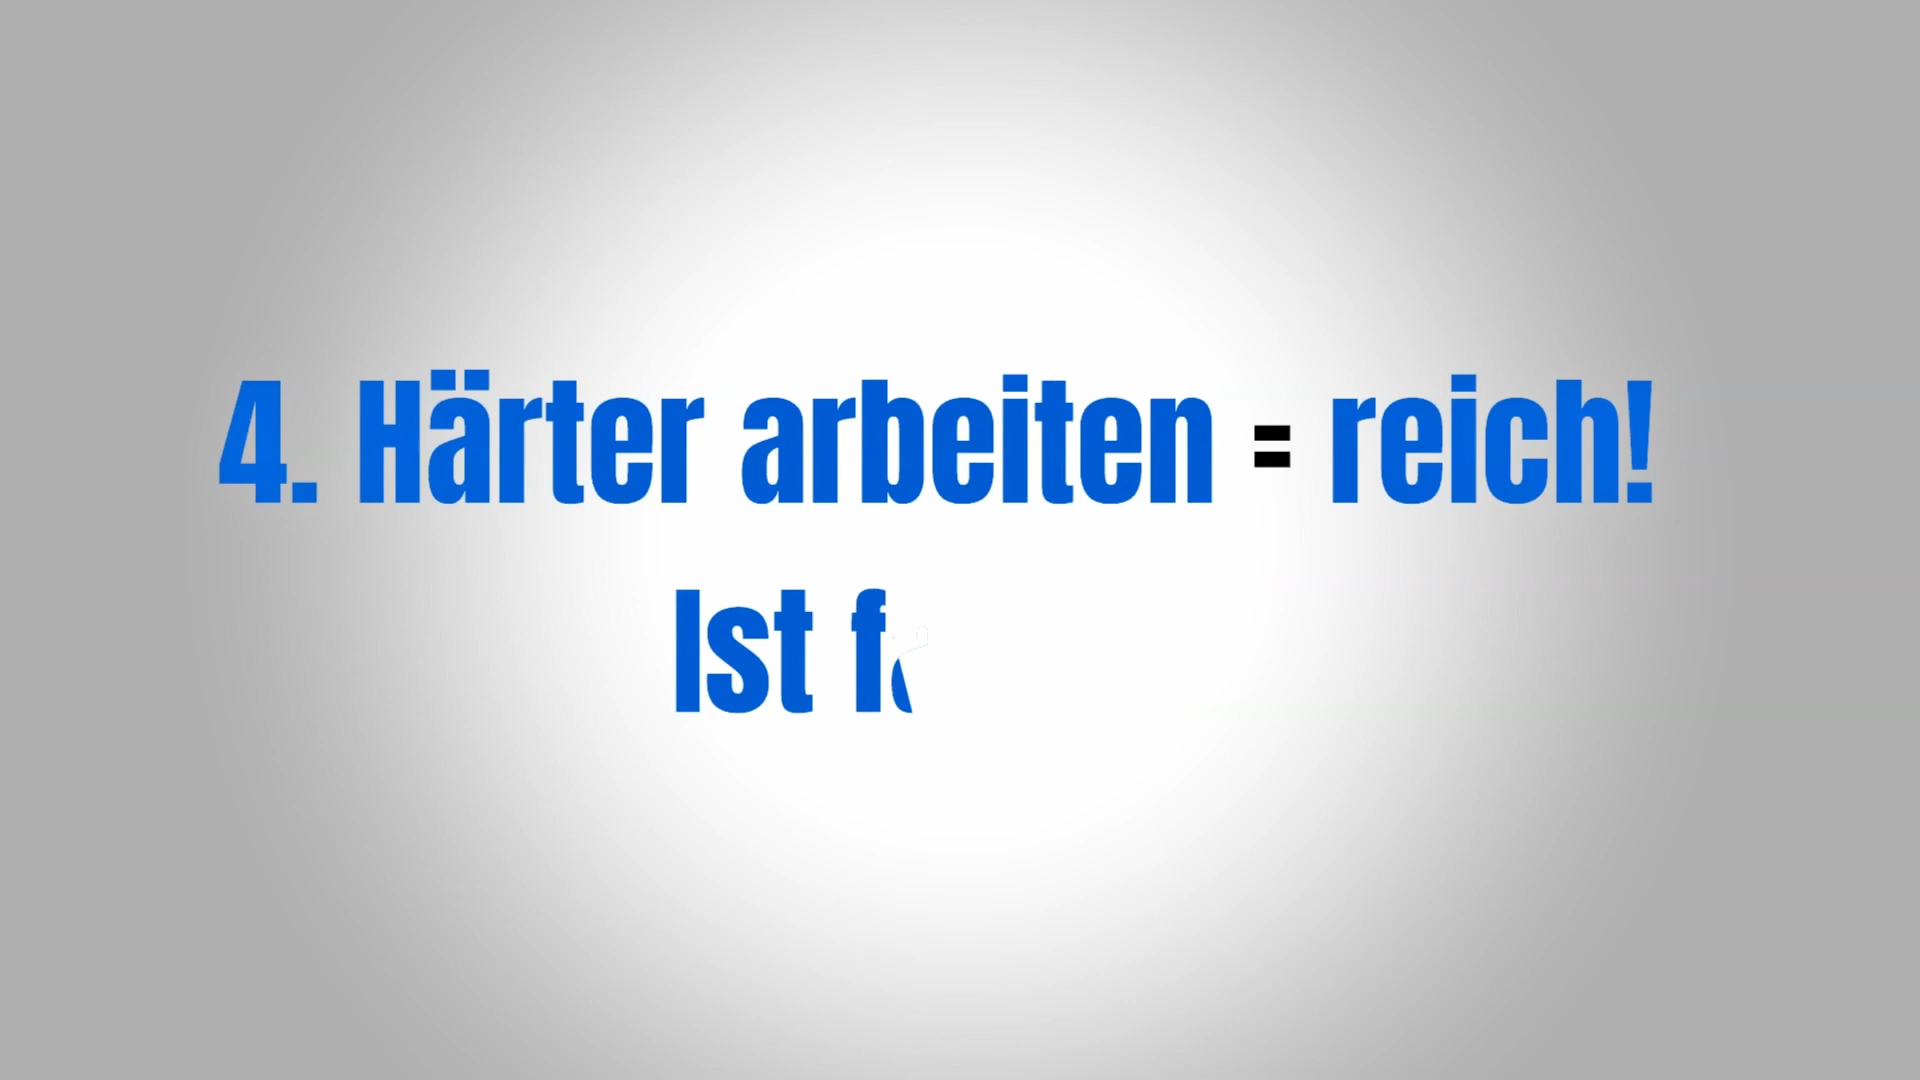 4. Härter arbeiten = reich!
Ist